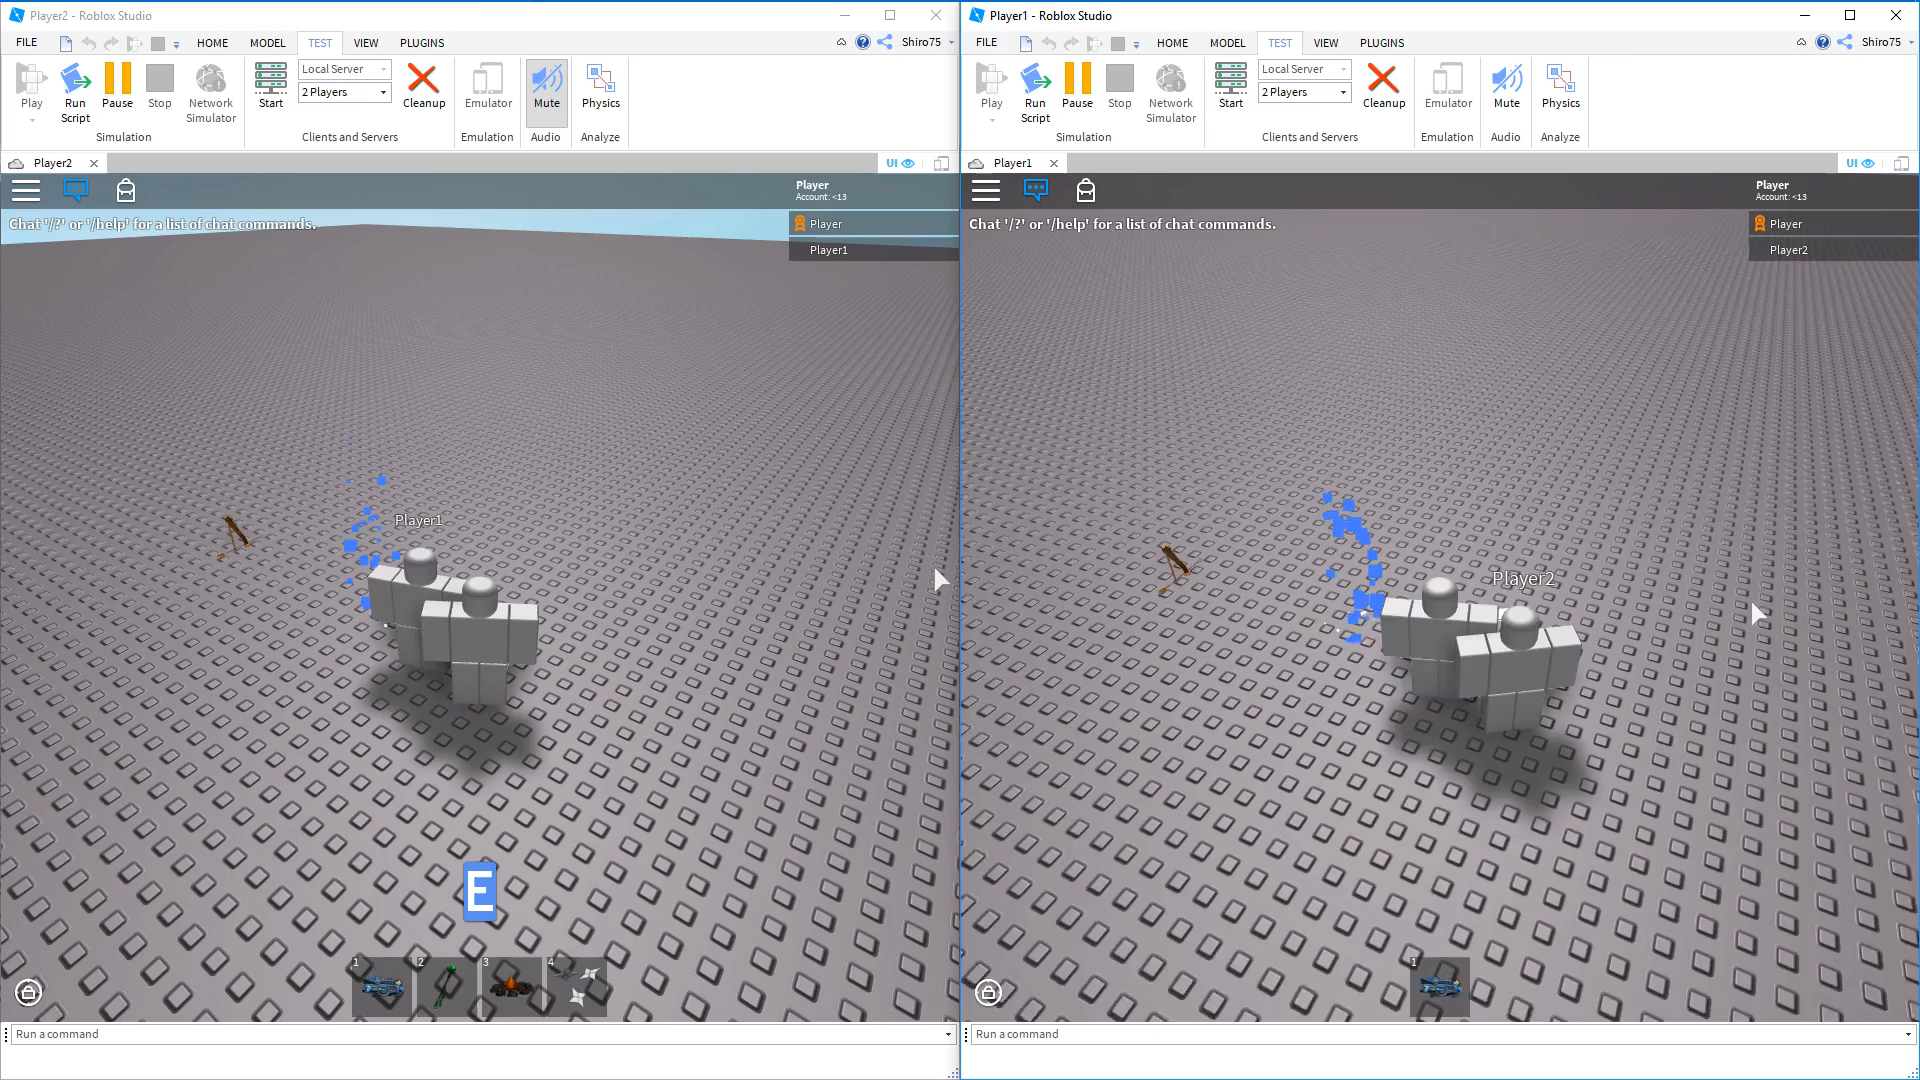 Player2 - Roblox Studio
FILE
HOME
MODEL
TEST
VIEW
PLUGINS
Shiro75
Play
Run Script
Pause
Stop
Network Simulator
Simulation
Start
Local Server
2 Players
Cleanup
Clients and Servers
Emulator
Emulation
Mute
Audio
Physics
Analyze
Player2
UI
Player
Account: <13
Chat '/?' or '/help' for a list of chat commands.
Player
Player1
Player1
E
1
2
3
4
Run a command
Player1 - Roblox Studio
FILE
HOME
MODEL
TEST
VIEW
PLUGINS
Shiro75
Play
Run Script
Pause
Stop
Network Simulator
Simulation
Start
Local Server
2 Players
Cleanup
Clients and Servers
Emulator
Emulation
Mute
Audio
Physics
Analyze
Player1
UI
Player
Account: <13
Chat '/?' or '/help' for a list of chat commands.
Player
Player2
Player2
1
Run a command